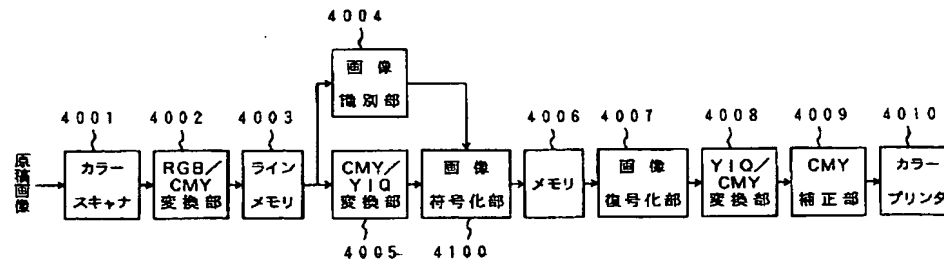 4004
画像
識別部
4001
4002
4003
4006
4007
4008
4009
4010
原稿画像
カラー
スキャナ
RGB/
CMY
変換部
ライン
メモリ
CMY/
YIQ
変換部
画像
符号化部
メモリ
画像
復号化部
YIQ/
CMY
変換部
CMY
補正部
カラー
プリンタ
4005
4100